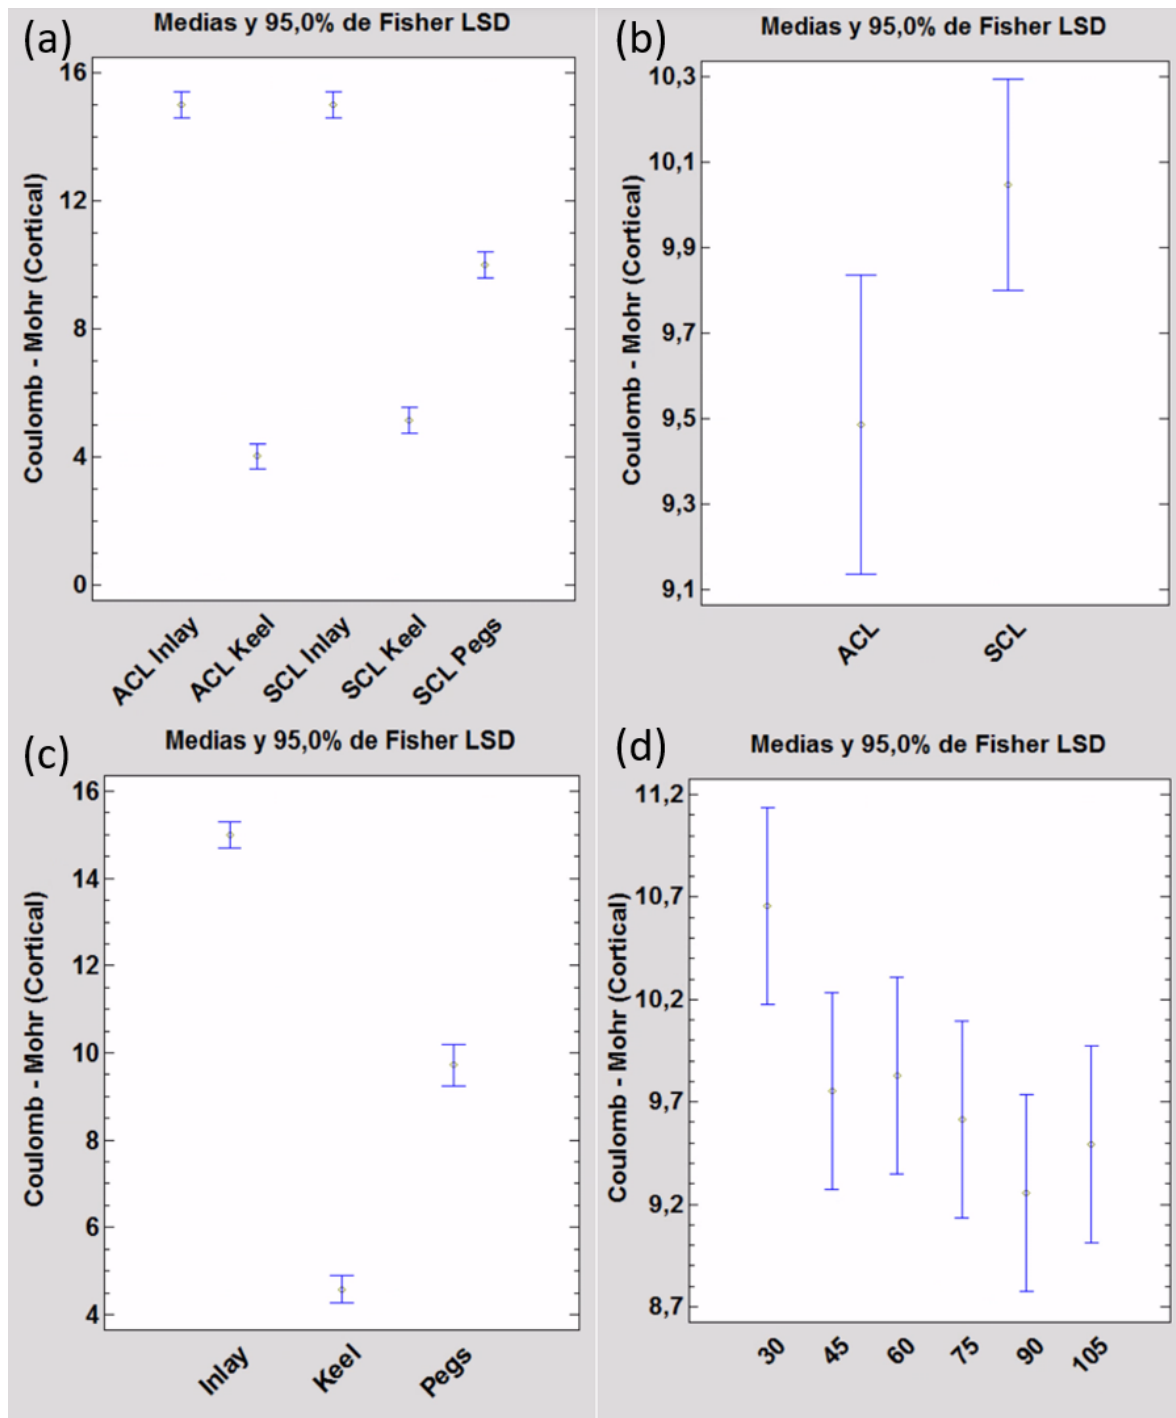 (a)
Medias y 95,0% de Fisher LSD
Coulomb - Mohr (Cortical)
16
12
8
4
0
ACL Inlay
ACL Keel
SCL Inlay
SCL Keel
SCL Pegs
(b)
Medias y 95,0% de Fisher LSD
Coulomb - Mohr (Cortical)
10,3
10,1
9,9
9,7
9,5
9,3
9,1
ACL
SCL
(c)
Medias y 95,0% de Fisher LSD
Coulomb - Mohr (Cortical)
16
14
12
10
8
6
4
Inlay
Keel
Pegs
(d)
Medias y 95,0% de Fisher LSD
Coulomb - Mohr (Cortical)
11,2
10,7
10,2
9,7
9,2
8,7
30
45
60
75
90
105